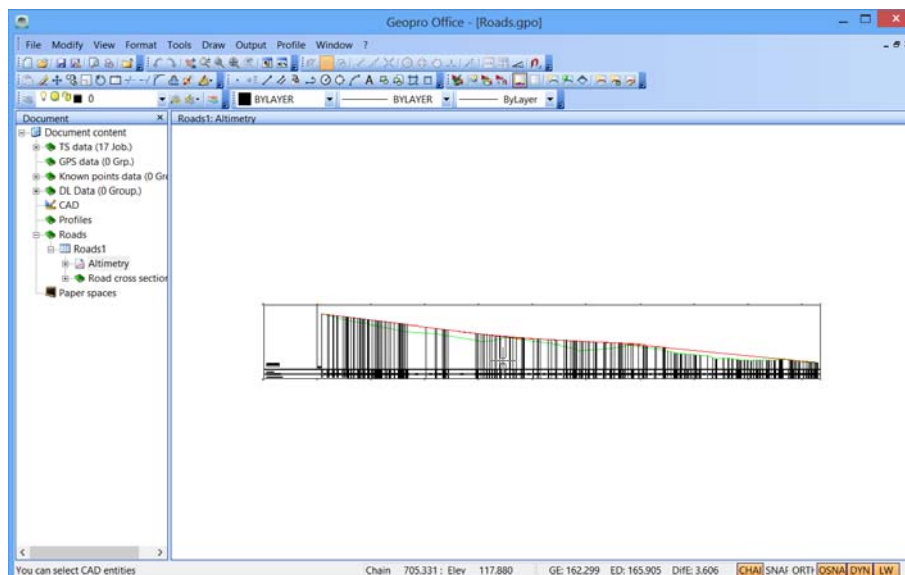 Geopro Office - [Roads.gpo]
File Modify View Format Tools Draw Output Profile Window ?
0 BYLAYER BYLAYER ByLayer
Document
Roads1: Altimetry
Document content
TS data (17 Job.)
GPS data (0 Grp.)
Known points data (0 Gr
DL Data (0 Group.)
CAD
Profiles
Roads
Roads1
Altimetry
Road cross section
Paper spaces
You can select CAD entities
Chain 705.331 : Elev 117.880 GE: 162.299 ED: 165.905 DifE: 3.606 CHAI SNAF ORTH OSNA DYN LW